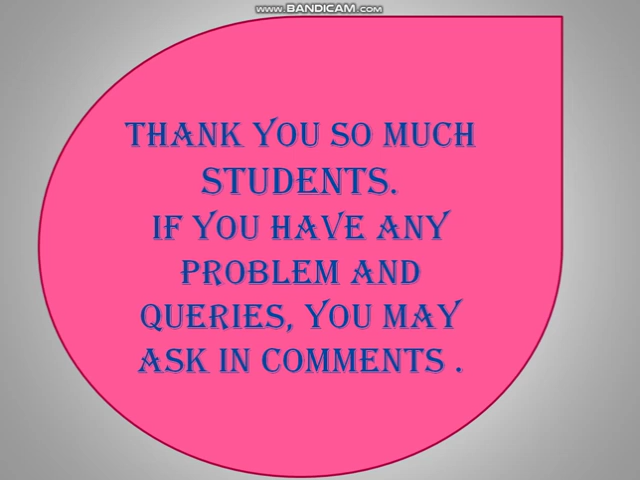 www.BANDICAM.com
THANK YOU SO MUCH
STUDENTS.
IF YOU HAVE ANY
PROBLEM AND
QUERIES, YOU MAY
ASK IN COMMENTS .